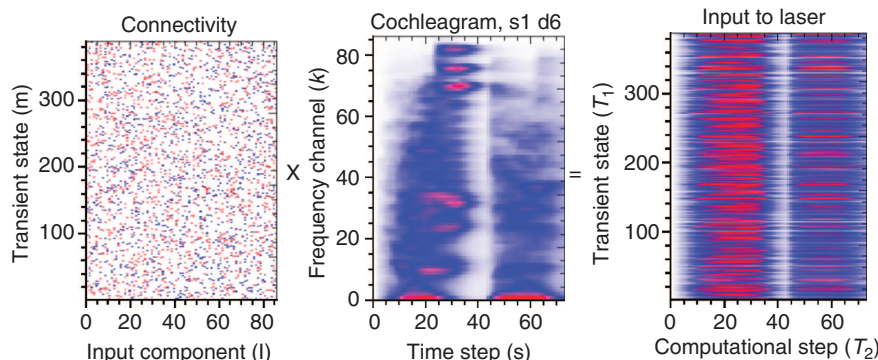 Connectivity
Transient state (m)
300
200
100
0 20 40 60 80
Input component (I)
X
Cochleagram, s1 d6
Frequency channel (k)
80
60
40
20
0
0 20 40 60
Time step (s)
=
Input to laser
Transient state (T1)
300
200
100
0 20 40 60
Computational step (T2)